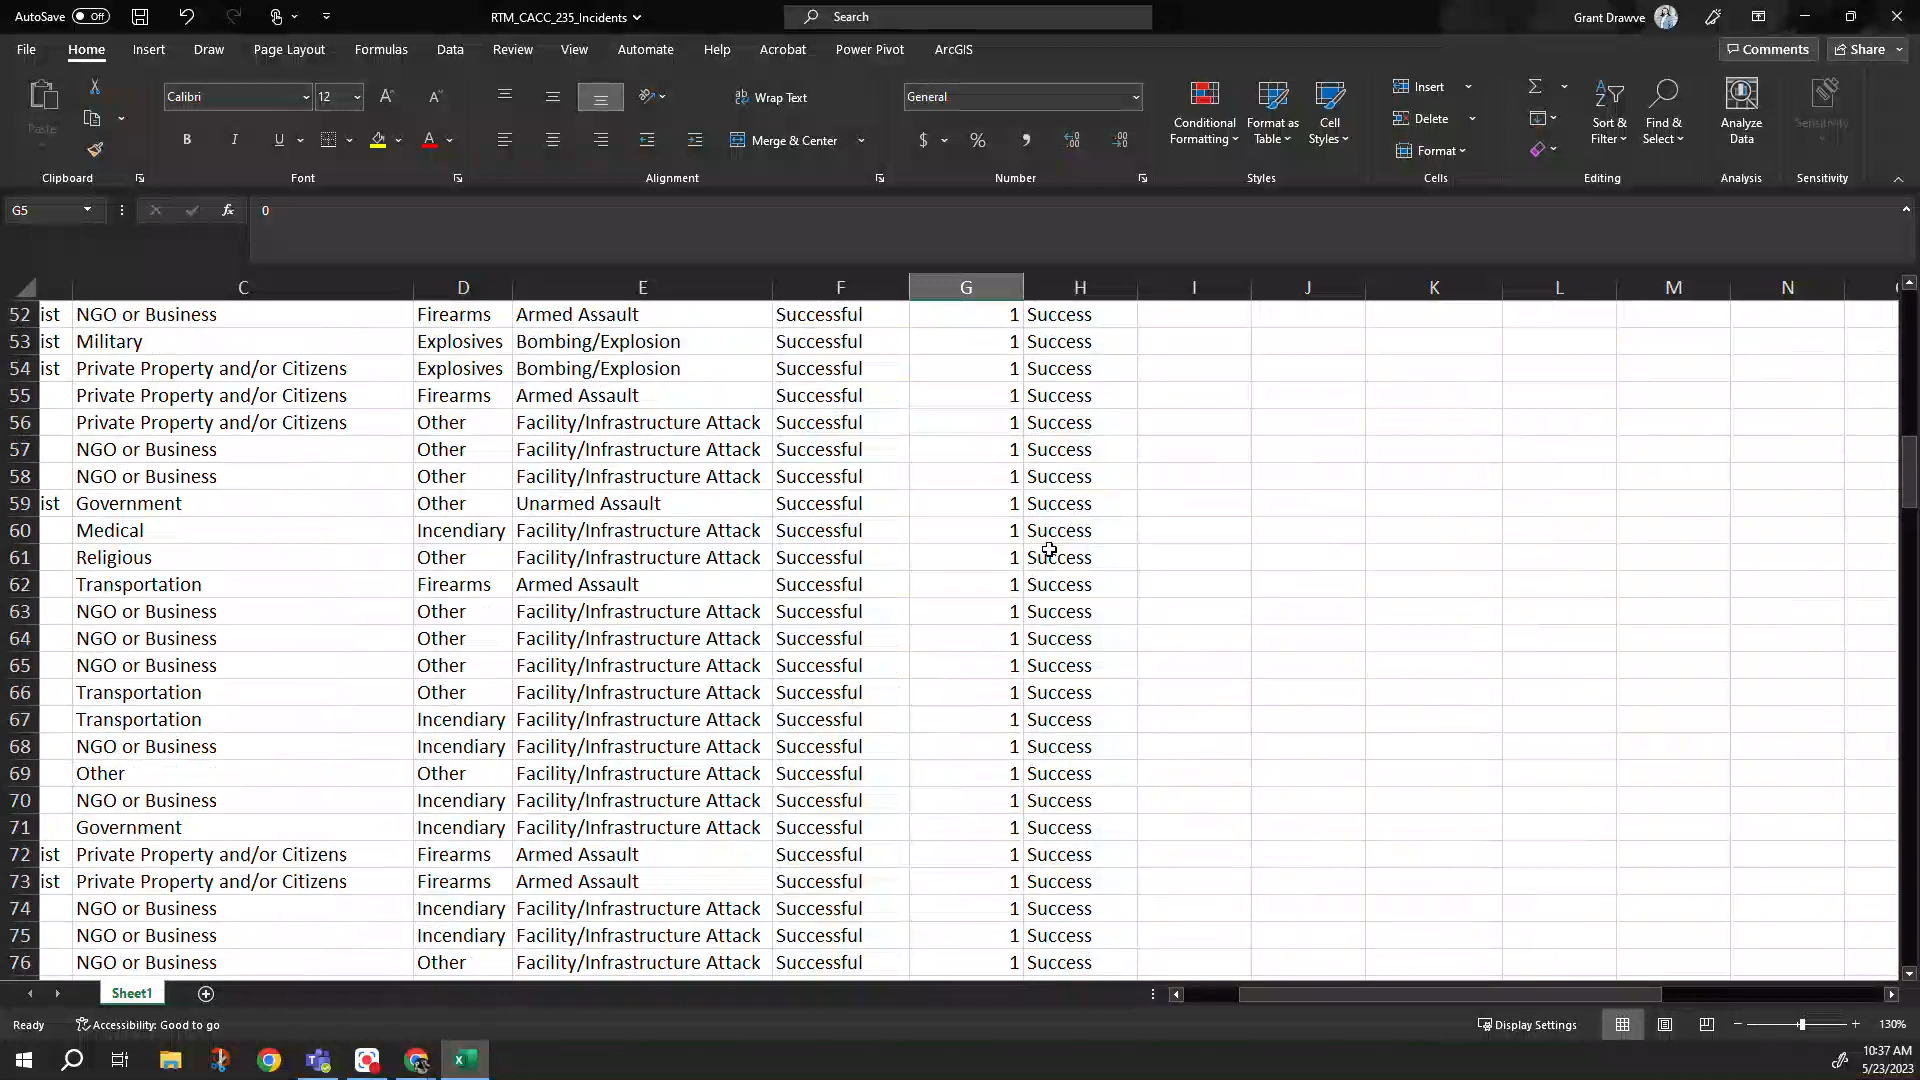 AutoSave Off RTM_CACC_235_Incidents Search Grant Drawve
File Home Insert Draw Page Layout Formulas Data Review View Automate Help Acrobat Power Pivot ArcGIS Comments Share
Paste Calibri 12 A A Wrap Text General Conditional Formatting Format as Table Cell Styles Insert Delete Format Sort & Filter Find & Select Analyze Data Sensitivity
B I U A Merge & Center $ %
Clipboard Font Alignment Number Styles Cells Editing Analysis Sensitivity
G5 fx 0
C D E F G H I J K L M N
52 ist NGO or Business Firearms Armed Assault Successful 1 Success
53 ist Military Explosives Bombing/Explosion Successful 1 Success
54 ist Private Property and/or Citizens Explosives Bombing/Explosion Successful 1 Success
55 Private Property and/or Citizens Firearms Armed Assault Successful 1 Success
56 Private Property and/or Citizens Other Facility/Infrastructure Attack Successful 1 Success
57 NGO or Business Other Facility/Infrastructure Attack Successful 1 Success
58 NGO or Business Other Facility/Infrastructure Attack Successful 1 Success
59 ist Government Other Unarmed Assault Successful 1 Success
60 Medical Incendiary Facility/Infrastructure Attack Successful 1 Success
61 Religious Other Facility/Infrastructure Attack Successful 1 Success
62 Transportation Firearms Armed Assault Successful 1 Success
63 NGO or Business Other Facility/Infrastructure Attack Successful 1 Success
64 NGO or Business Other Facility/Infrastructure Attack Successful 1 Success
65 NGO or Business Other Facility/Infrastructure Attack Successful 1 Success
66 Transportation Other Facility/Infrastructure Attack Successful 1 Success
67 Transportation Incendiary Facility/Infrastructure Attack Successful 1 Success
68 NGO or Business Incendiary Facility/Infrastructure Attack Successful 1 Success
69 Other Other Facility/Infrastructure Attack Successful 1 Success
70 NGO or Business Incendiary Facility/Infrastructure Attack Successful 1 Success
71 Government Incendiary Facility/Infrastructure Attack Successful 1 Success
72 ist Private Property and/or Citizens Firearms Armed Assault Successful 1 Success
73 ist Private Property and/or Citizens Firearms Armed Assault Successful 1 Success
74 NGO or Business Incendiary Facility/Infrastructure Attack Successful 1 Success
75 NGO or Business Incendiary Facility/Infrastructure Attack Successful 1 Success
76 NGO or Business Other Facility/Infrastructure Attack Successful 1 Success
Sheet1
Ready Accessibility: Good to go Display Settings 130%
10:37 AM
5/23/2023